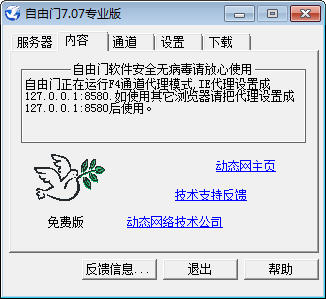 自由门7.07专业版
服务器 内容 通道 设置 下载
自由门软件安全无病毒请放心使用
自由门正在运行F4通道代理模式,IE代理设置成
127.0.0.1:8580.如使用其它浏览器请把代理设置成
127.0.0.1:8580后使用。
动态网主页
技术支持反馈
免费版 动态网络技术公司
反馈信息... 退出 帮助